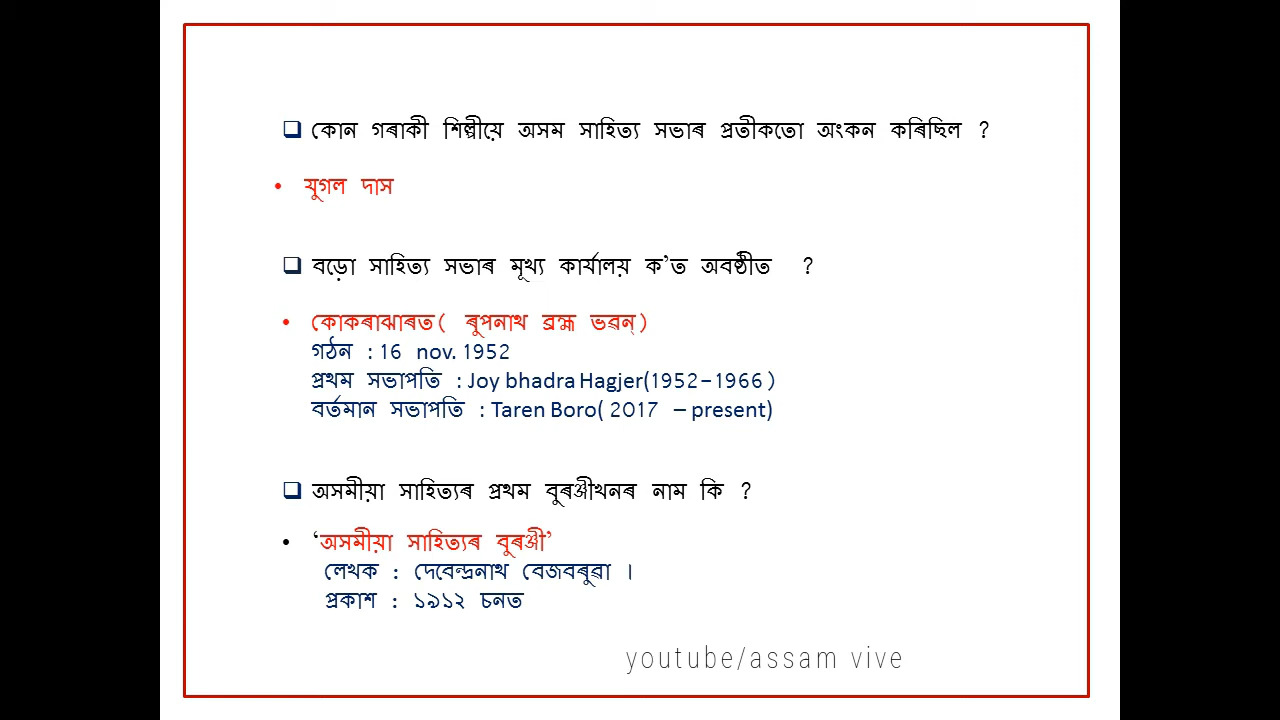 কোন গৰাকী শিল্পীয়ে অসম সাহিত্য সভাৰ প্ৰতীকতো অংকন কৰিছিল ?
• যুগল দাস
বড়ো সাহিত্য সভাৰ মূখ্য কাৰ্যালয় ক’ত অবষ্ঠীত ?
• কোকৰাঝাৰত( ৰুপনাথ ব্ৰহ্ম ভৱন্)
গঠন : 16 nov. 1952
প্ৰথম সভাপতি : Joy bhadra Hagjer(1952-1966 )
বৰ্তমান সভাপতি : Taren Boro( 2017 – present)
অসমীয়া সাহিত্যৰ প্ৰথম বুৰঞ্জীখনৰ নাম কি ?
• ‘অসমীয়া সাহিত্যৰ বুৰঞ্জী’
লেখক : দেবেন্দ্ৰনাথ বেজবৰুৱা ।
প্ৰকাশ : ১৯১২ চনত
youtube/assam vive